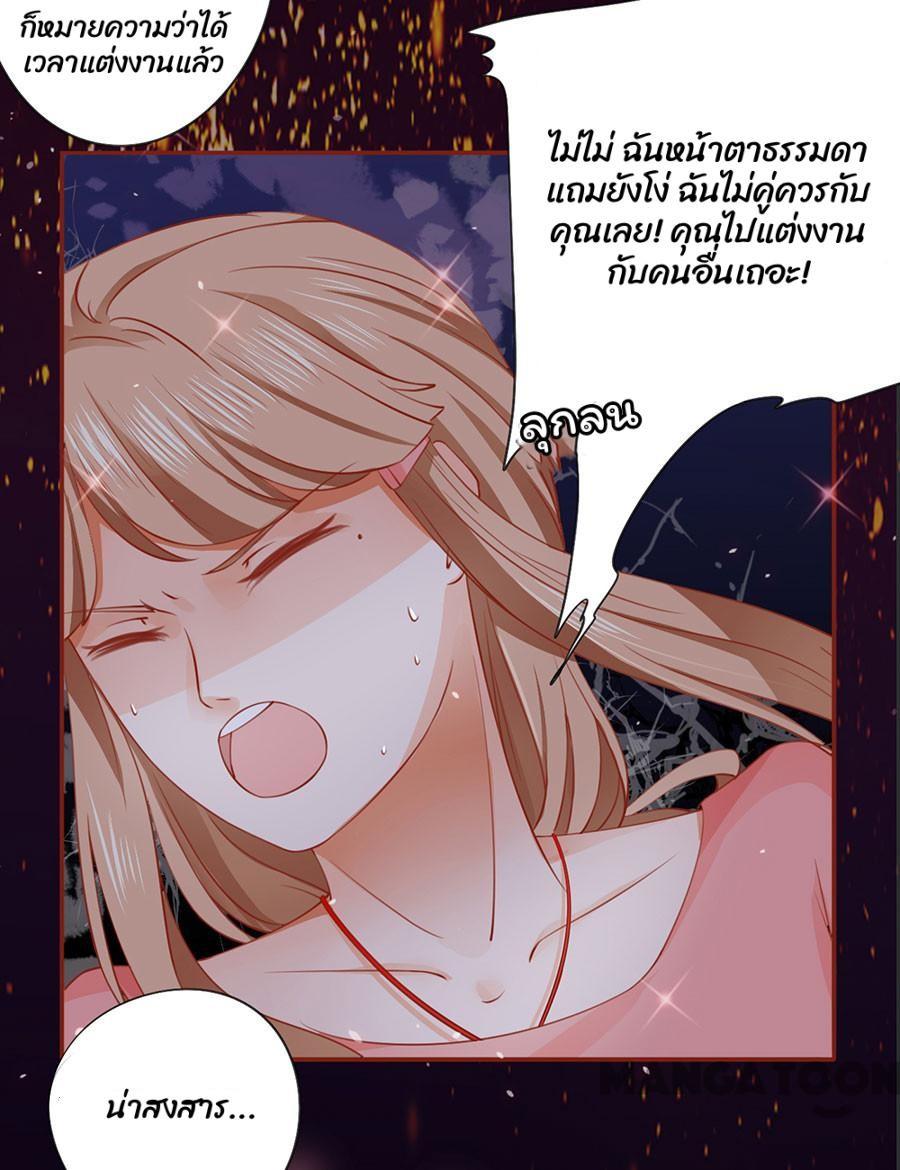 ก็หมายความว่าได้
เวลาแต่งงานแล้ว
ไม่ไม่ ฉันหน้าตาธรรมดา
แถมยังโง่ ฉันไม่คู่ควรกับ
คุณเลย! คุณไปแต่งงาน
กับคนอื่นเถอะ!
ลุกลน
น่าสงสาร...
MANGATOON